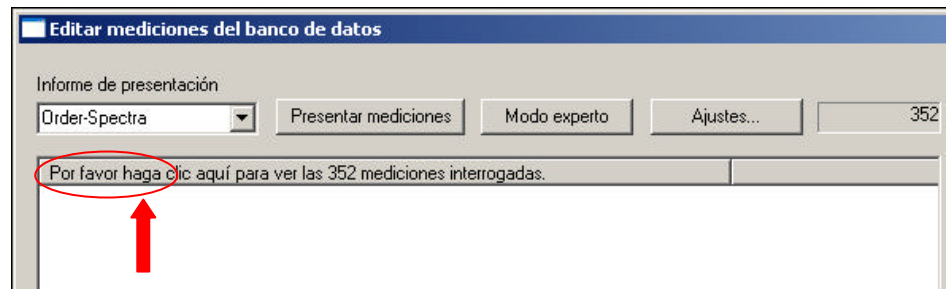 Editar mediciones del banco de datos
Informe de presentación
Order-Spectra Presentar mediciones Modo experto Ajustes... 352
Por favor haga clic aquí para ver las 352 mediciones interrogadas.